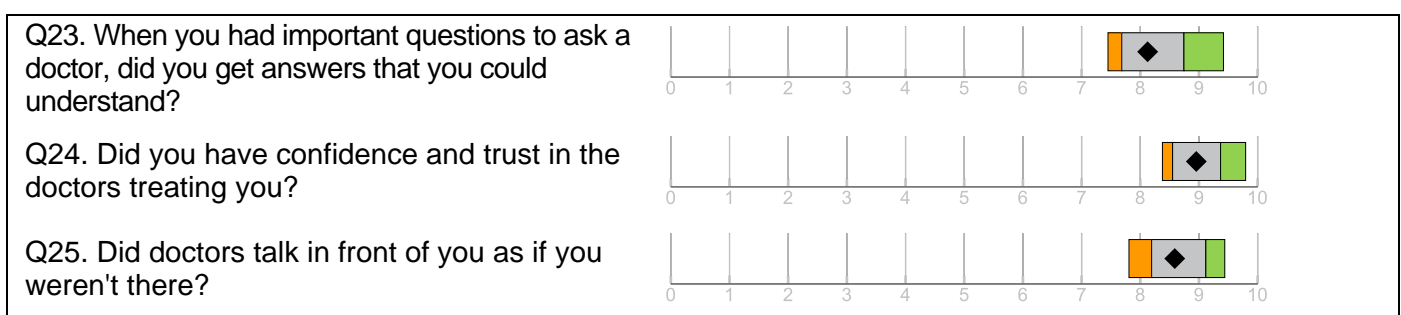 Q23. When you had important questions to ask a
doctor, did you get answers that you could
understand?
0 1 2 3 4 5 6 7 8 9 10
Q24. Did you have confidence and trust in the
doctors treating you?
0 1 2 3 4 5 6 7 8 9 10
Q25. Did doctors talk in front of you as if you
weren't there?
0 1 2 3 4 5 6 7 8 9 10